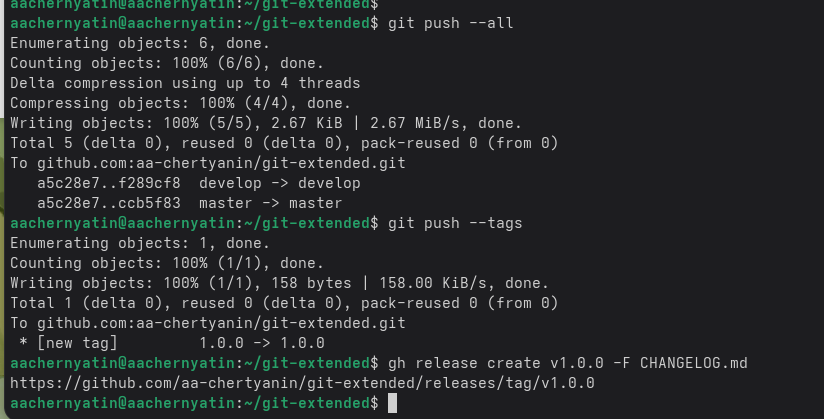 aachernyatin@aachernyatin:~/git-extended$
aachernyatin@aachernyatin:~/git-extended$ git push --all
Enumerating objects: 6, done.
Counting objects: 100% (6/6), done.
Delta compression using up to 4 threads
Compressing objects: 100% (4/4), done.
Writing objects: 100% (5/5), 2.67 KiB | 2.67 MiB/s, done.
Total 5 (delta 0), reused 0 (delta 0), pack-reused 0 (from 0)
To github.com:aa-chertyanin/git-extended.git
   a5c28e7..f289cf8  develop -> develop
   a5c28e7..ccb5f83  master -> master
aachernyatin@aachernyatin:~/git-extended$ git push --tags
Enumerating objects: 1, done.
Counting objects: 100% (1/1), done.
Writing objects: 100% (1/1), 158 bytes | 158.00 KiB/s, done.
Total 1 (delta 0), reused 0 (delta 0), pack-reused 0 (from 0)
To github.com:aa-chertyanin/git-extended.git
 * [new tag]         1.0.0 -> 1.0.0
aachernyatin@aachernyatin:~/git-extended$ gh release create v1.0.0 -F CHANGELOG.md
https://github.com/aa-chertyanin/git-extended/releases/tag/v1.0.0
aachernyatin@aachernyatin:~/git-extended$